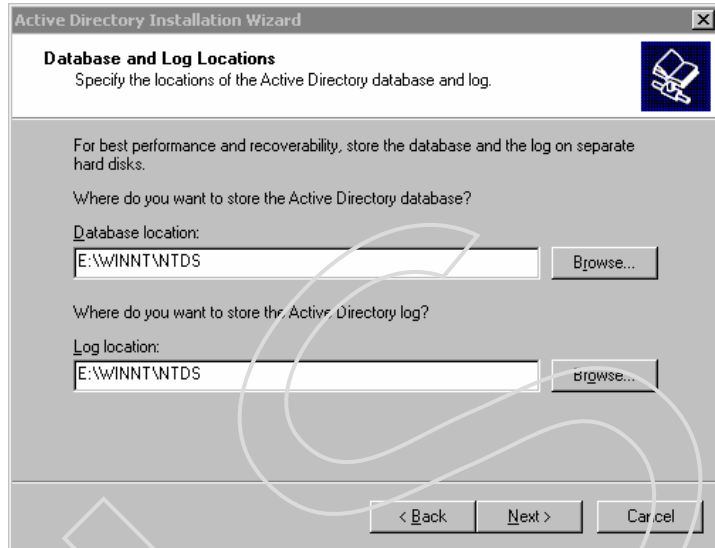 Active Directory Installation Wizard
Database and Log Locations
Specify the locations of the Active Directory database and log.
For best performance and recoverability, store the database and the log on separate
hard disks.
Where do you want to store the Active Directory database?
Database location:
E:\WINNT\NTDS
Browse...
Where do you want to store the Active Directory log?
Log location:
E:\WINNT\NTDS
Browse...
< Back
Next >
Cancel